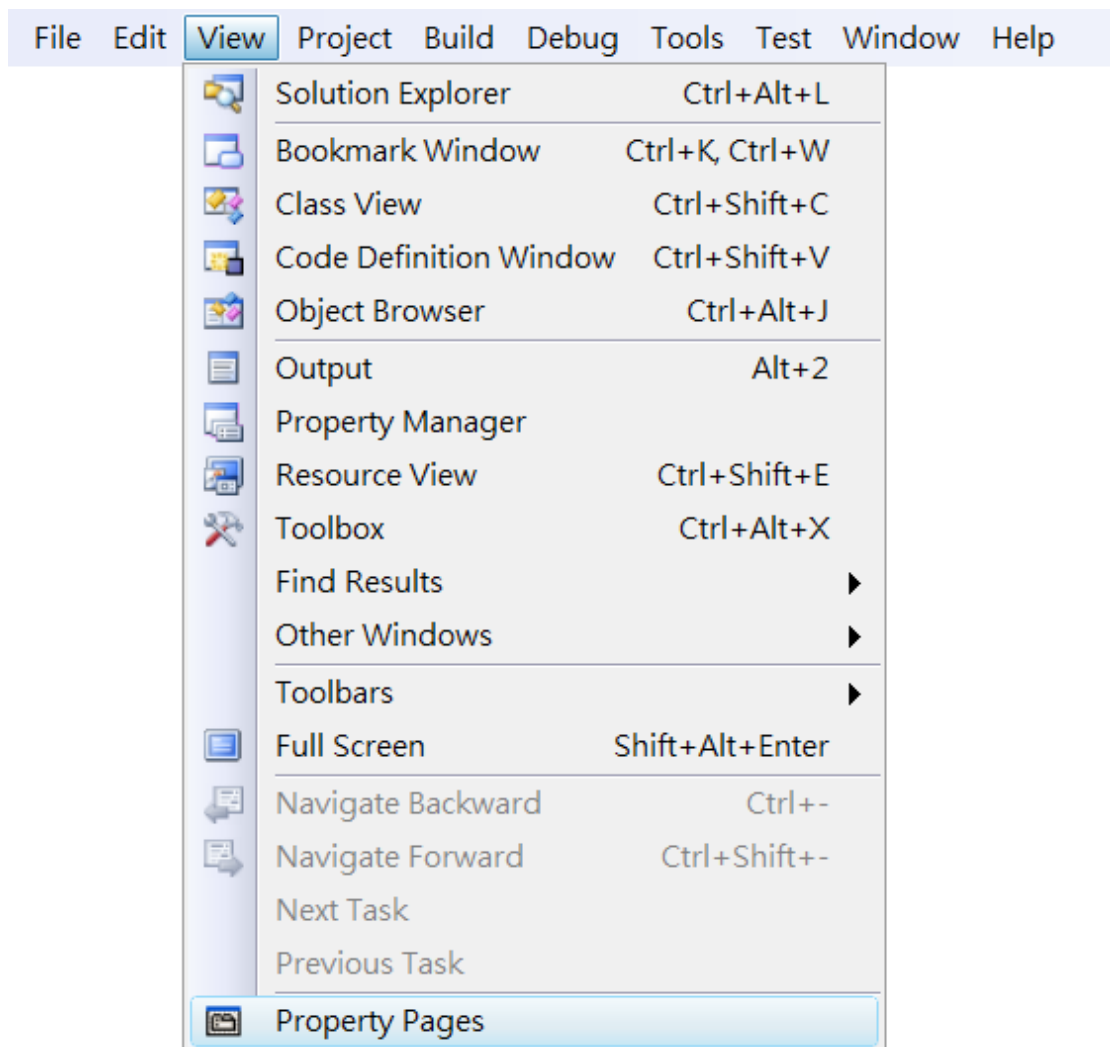 File Edit View Project Build Debug Tools Test Window Help
Solution Explorer Ctrl+Alt+L
Bookmark Window Ctrl+K, Ctrl+W
Class View Ctrl+Shift+C
Code Definition Window Ctrl+Shift+V
Object Browser Ctrl+Alt+J
Output Alt+2
Property Manager
Resource View Ctrl+Shift+E
Toolbox Ctrl+Alt+X
Find Results
Other Windows
Toolbars
Full Screen Shift+Alt+Enter
Navigate Backward Ctrl+-
Navigate Forward Ctrl+Shift+-
Next Task
Previous Task
Property Pages